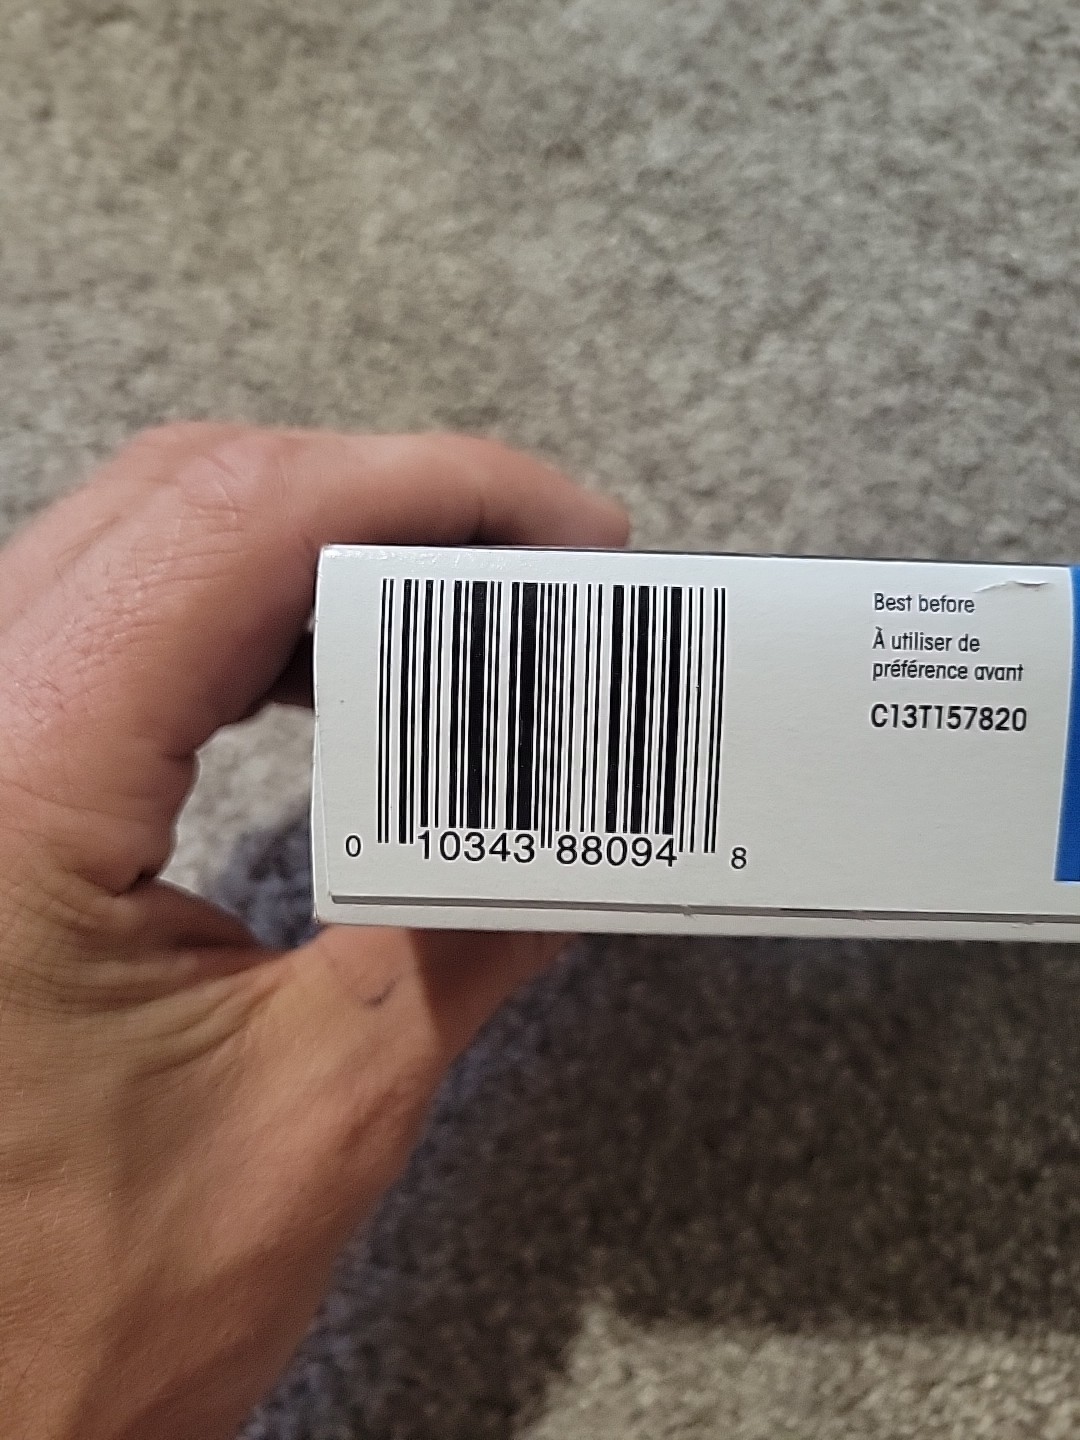 0 10343 88094 8
Best before
À utiliser de
préférence avant
C13T157820